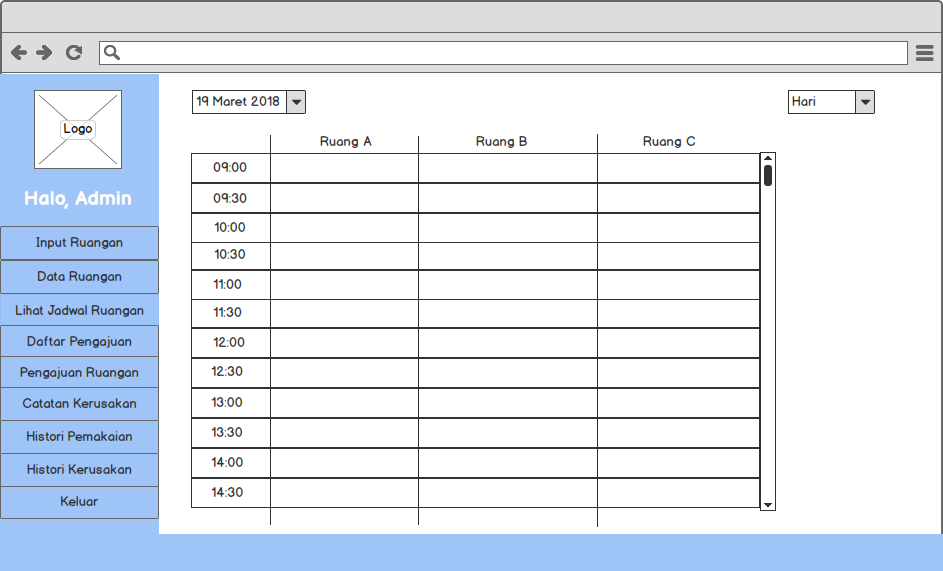 Logo
Halo, Admin
Input Ruangan
Data Ruangan
Lihat Jadwal Ruangan
Daftar Pengajuan
Pengajuan Ruangan
Catatan Kerusakan
Histori Pemakaian
Histori Kerusakan
Keluar
19 Maret 2018
Hari
Ruang A Ruang B Ruang C
09:00
09:30
10:00
10:30
11:00
11:30
12:00
12:30
13:00
13:30
14:00
14:30